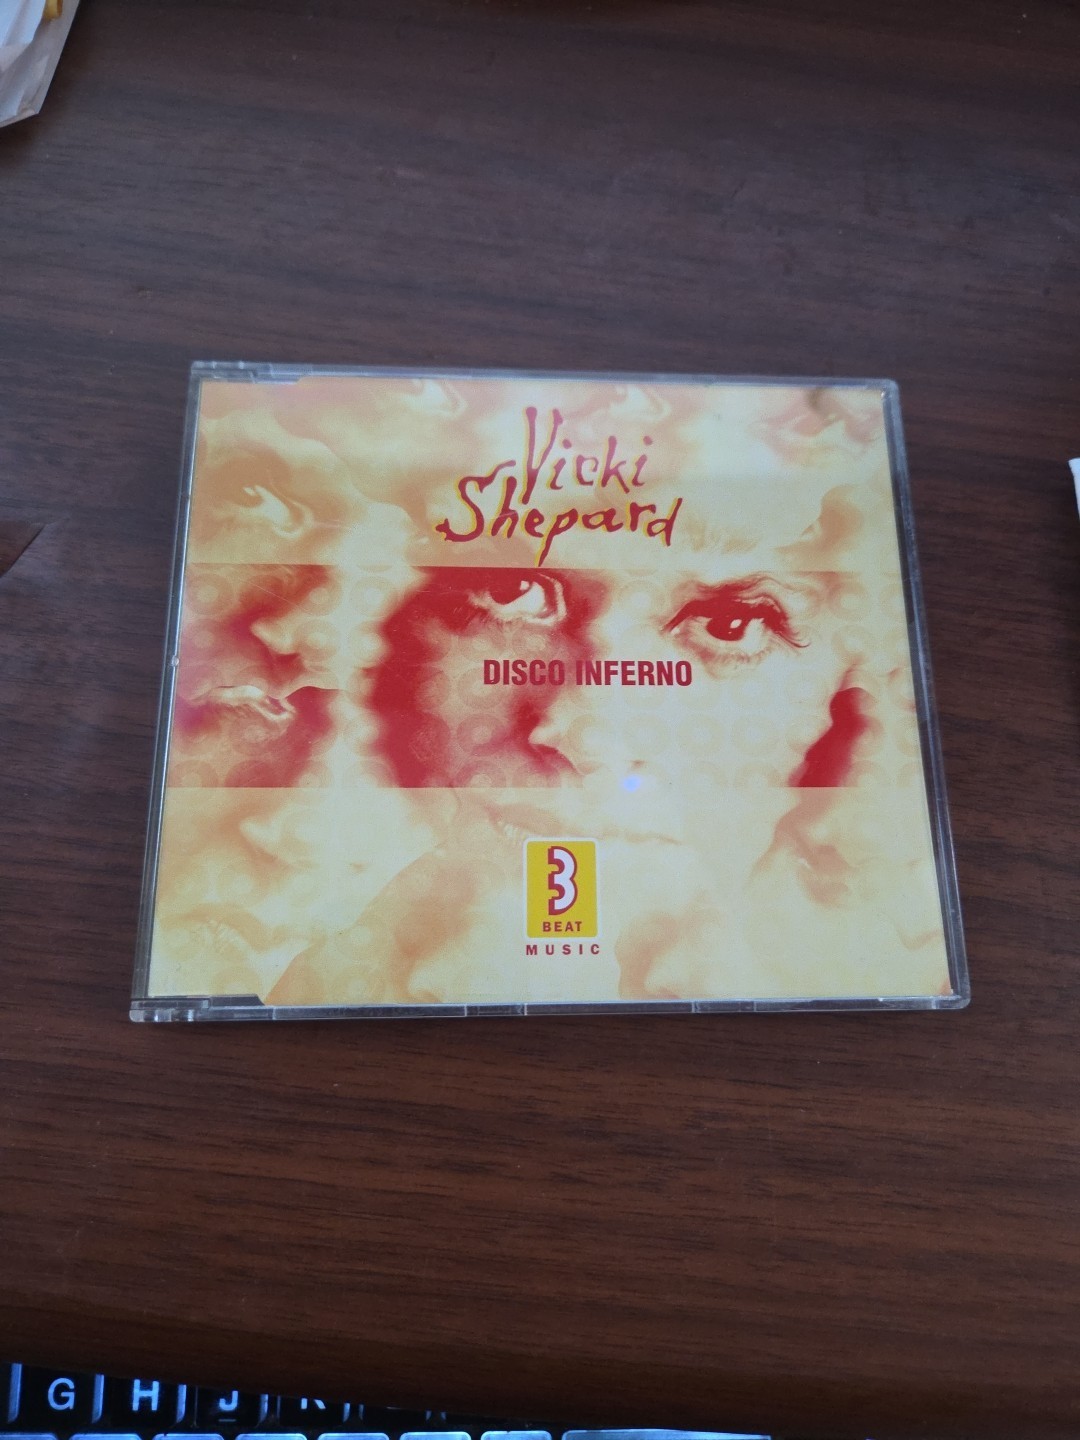 Vicki
Shepard
DISCO INFERNO
3
BEAT
MUSIC
G H J K